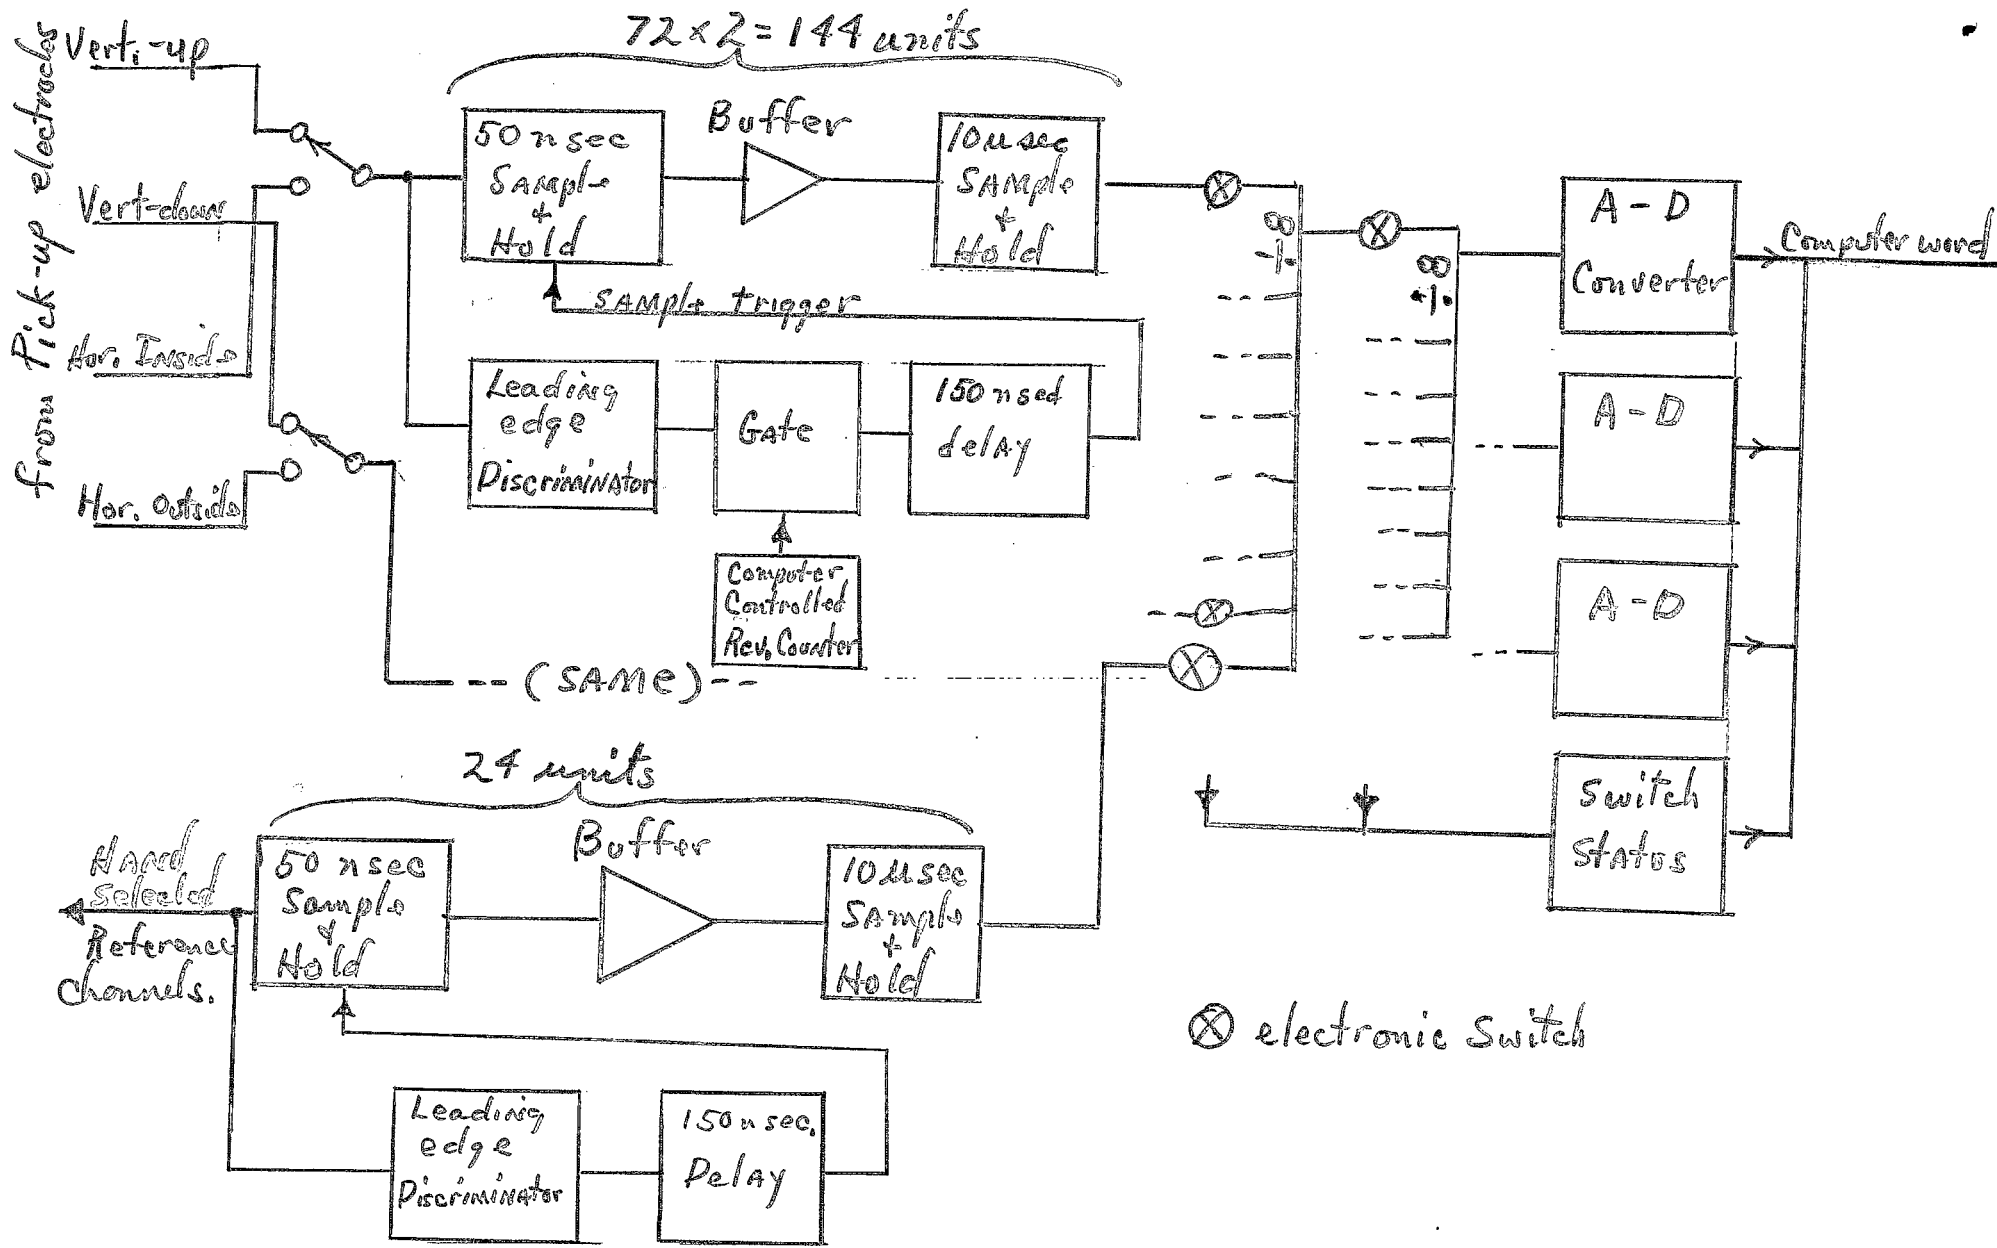 from Pick-up electrodes
Vert.-up
Vert-down
Hor. Inside
Hor. Outside
72 x 2 = 144 units
50 nsec
Sample
+
Hold
Buffer
10 µsec
Sample
+
Hold
Sample trigger
Leading
edge
Discriminator
Gate
150 nsec
delay
Computer
Controlled
Rev. Counter
--- (Same) --
8
-/.
8
-/.
A-D
Converter
Computer word
A-D
A-D
Switch
Status
24 units
Hand
Selected
Reference
Channels.
50 nsec
Sample
+
Hold
Buffer
10 µsec
Sample
+
Hold
Leading
edge
Discriminator
150 nsec.
Delay
electronic Switch